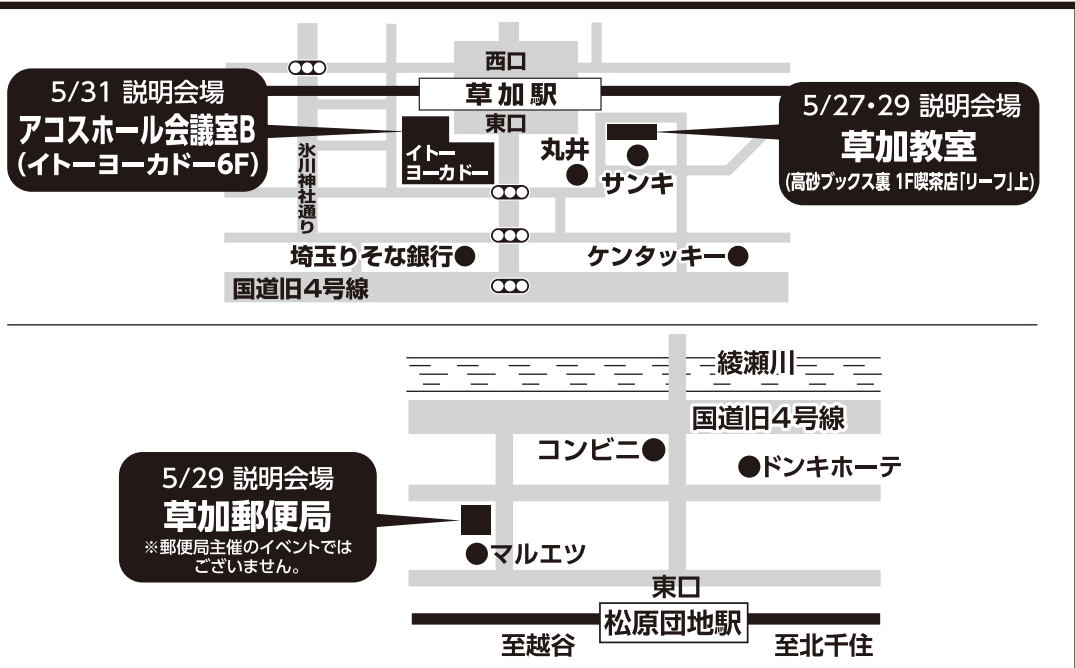 西口
草加駅
東口
5/31 説明会場
アコスホール会議室B
(イトーヨーカドー6F)
5/27・29 説明会場
草加教室
(高砂ブックス裏 1F喫茶店「リーフ」上)
氷川神社通り
イトー
ヨーカドー
丸井
サンキ
埼玉りそな銀行
ケンタッキー
国道旧4号線
綾瀬川
国道旧4号線
コンビニ
ドンキホーテ
5/29 説明会場
草加郵便局
※郵便局主催のイベントでは
ございません。
マルエツ
東口
松原団地駅
至越谷
至北千住